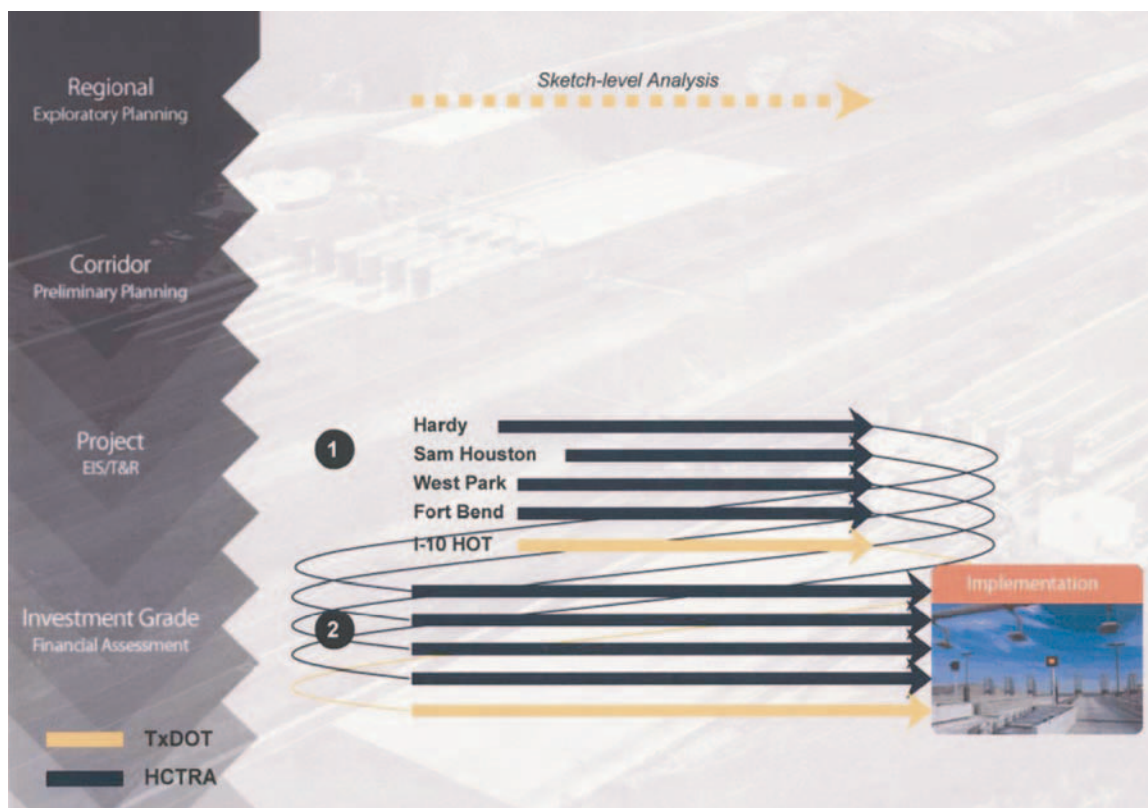 Regional
Exploratory Planning
Sketch-level Analysis
Corridor
Preliminary Planning
Project
EIS/T&R
1
Hardy
Sam Houston
West Park
Fort Bend
I-10 HOT
Investment Grade
Financial Assessment
2
Implementation
TxDOT
HCTRA